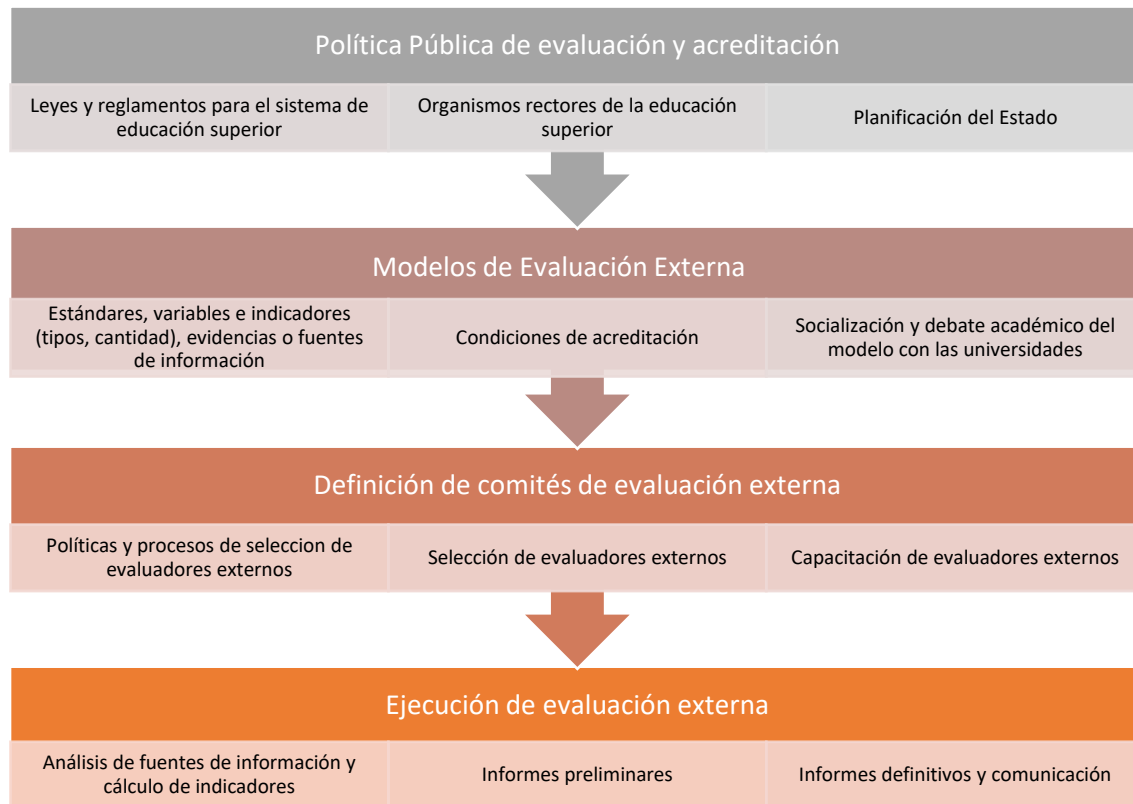 Política Pública de evaluación y acreditación
Leyes y reglamentos para el sistema de
educación superior
Organismos rectores de la educación
superior
Planificación del Estado
Modelos de Evaluación Externa
Estándares, variables e indicadores
(tipos, cantidad), evidencias o fuentes
de información
Condiciones de acreditación
Socialización y debate académico del
modelo con las universidades
Definición de comités de evaluación externa
Políticas y procesos de seleccion de
evaluadores externos
Selección de evaluadores externos
Capacitación de evaluadores externos
Ejecución de evaluación externa
Análisis de fuentes de información y
cálculo de indicadores
Informes preliminares
Informes definitivos y comunicación